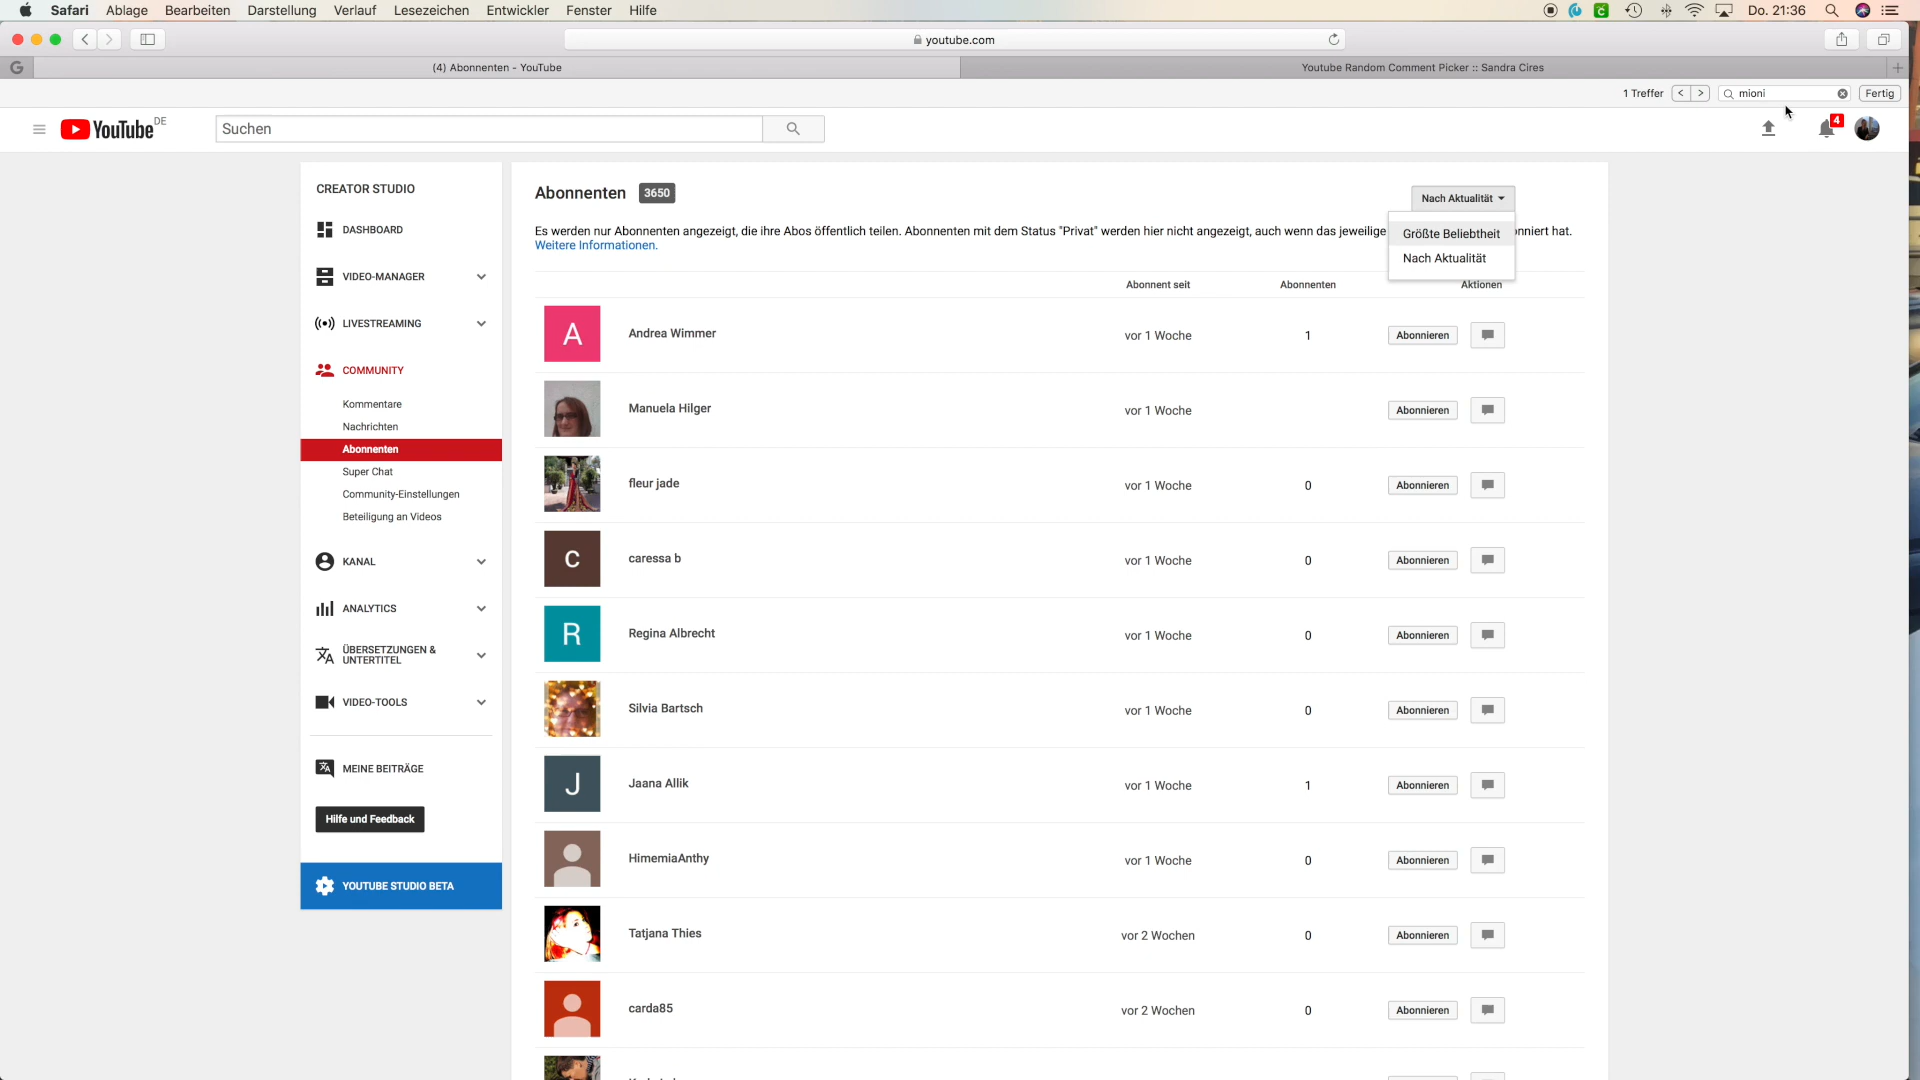 Safari Ablage Bearbeiten Darstellung Verlauf Lesezeichen Entwickler Fenster Hilfe Do. 21:36
youtube.com
G (4) Abonnenten - YouTube Youtube Random Comment Picker :: Sandra Cires
1 Treffer mioni Fertig
YouTube DE Suchen 4
CREATOR STUDIO
DASHBOARD
VIDEO-MANAGER
LIVESTREAMING
COMMUNITY
Kommentare
Nachrichten
Abonnenten
Super Chat
Community-Einstellungen
Beteiligung an Videos
KANAL
ANALYTICS
ÜBERSETZUNGEN &
UNTERTITEL
VIDEO-TOOLS
MEINE BEITRÄGE
Hilfe und Feedback
YOUTUBE STUDIO BETA
Abonnenten 3650
Nach Aktualität
Größte Beliebtheit
Nach Aktualität
Es werden nur Abonnenten angezeigt, die ihre Abos öffentlich teilen. Abonnenten mit dem Status "Privat" werden hier nicht angezeigt, auch wenn das jeweilige nniert hat.
Weitere Informationen.
Abonnent seit Abonnenten Aktionen
A Andrea Wimmer vor 1 Woche 1 Abonnieren
Manuela Hilger vor 1 Woche Abonnieren
fleur jade vor 1 Woche 0 Abonnieren
C caressa b vor 1 Woche 0 Abonnieren
R Regina Albrecht vor 1 Woche 0 Abonnieren
Silvia Bartsch vor 1 Woche 0 Abonnieren
J Jaana Allik vor 1 Woche 1 Abonnieren
HimemiaAnthy vor 1 Woche 0 Abonnieren
Tatjana Thies vor 2 Wochen 0 Abonnieren
carda85 vor 2 Wochen 0 Abonnieren